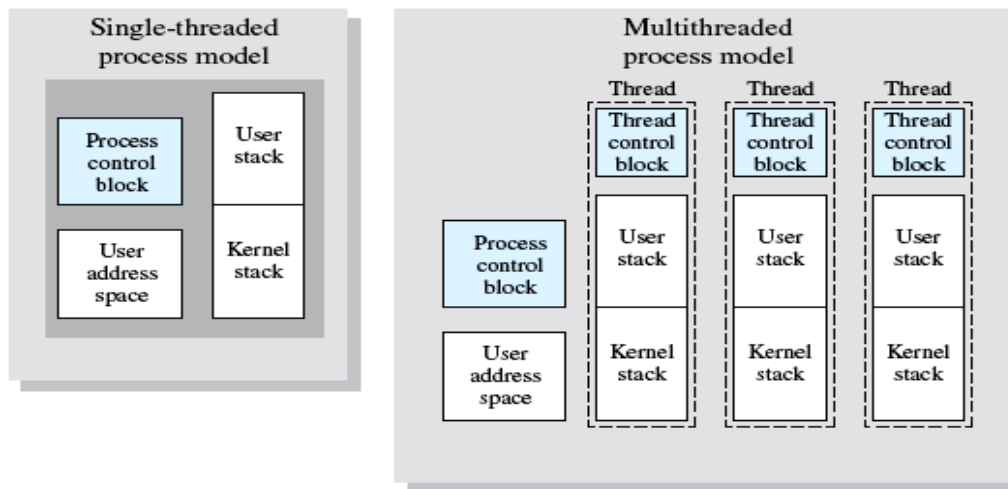 Single-threaded
process model
Process
control
block
User
stack
User
address
space
Kernel
stack
Multithreaded
process model
Thread
Thread
Thread
Thread
control
block
Thread
control
block
Thread
control
block
Process
control
block
User
stack
User
stack
User
stack
User
address
space
Kernel
stack
Kernel
stack
Kernel
stack